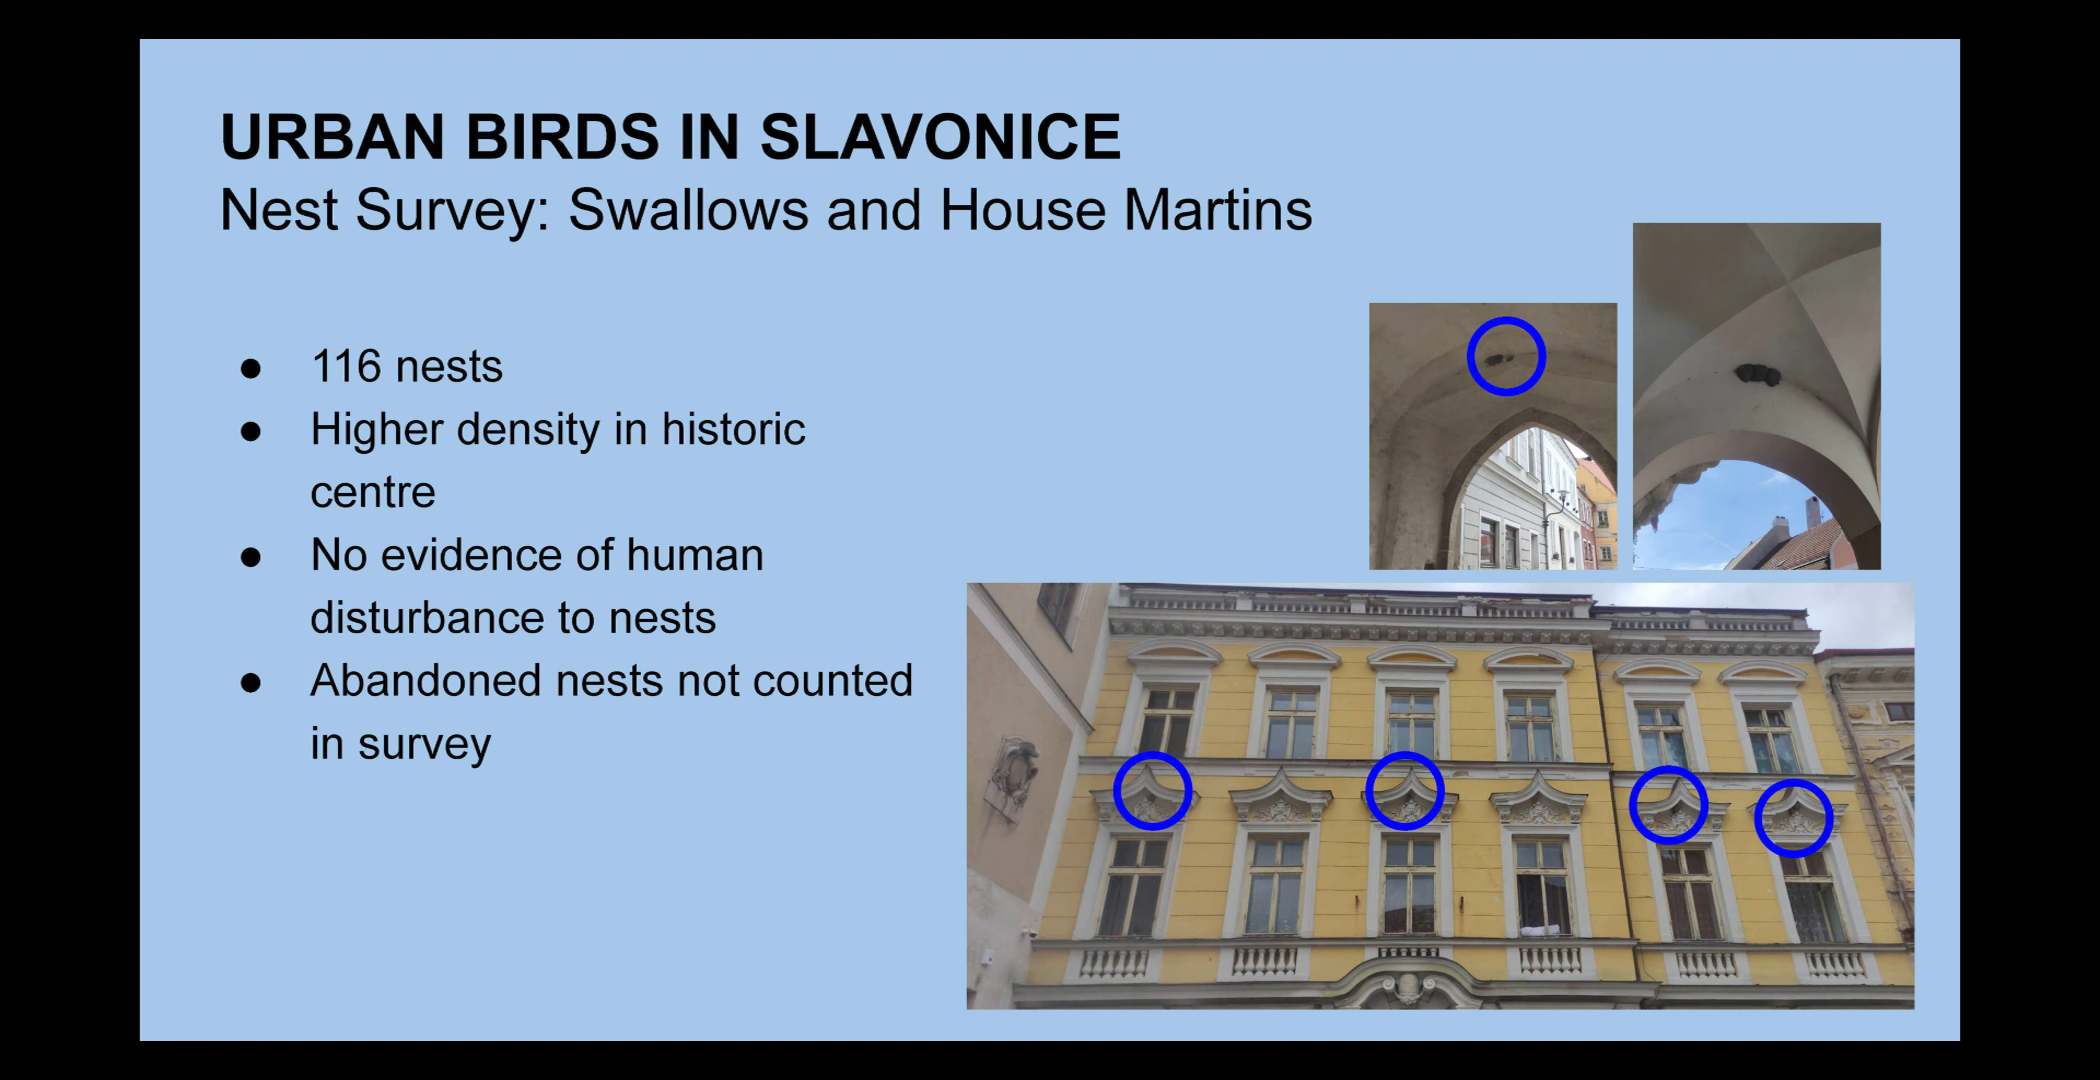 URBAN BIRDS IN SLAVONICE
Nest Survey: Swallows and House Martins
● 116 nests
● Higher density in historic
centre
● No evidence of human
disturbance to nests
● Abandoned nests not counted
in survey